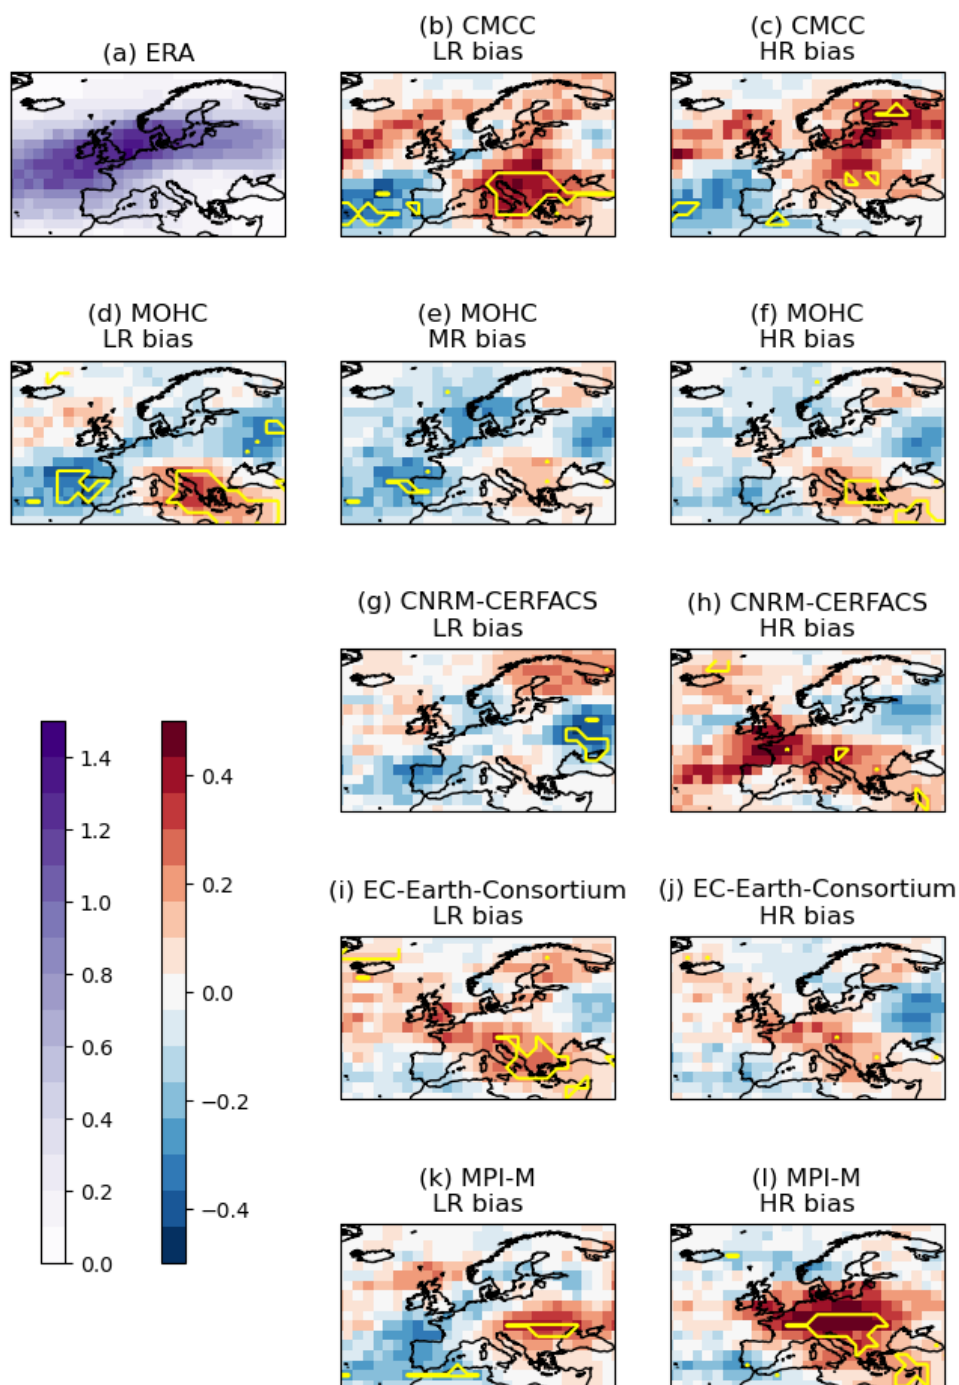 (a) ERA
(b) CMCC
LR bias
(c) CMCC
HR bias
(d) MOHC
LR bias
(e) MOHC
MR bias
(f) MOHC
HR bias
(g) CNRM-CERFACS
LR bias
(h) CNRM-CERFACS
HR bias
1.4
1.2
1.0
0.8
0.6
0.4
0.2
0.0
0.4
0.2
0.0
−0.2
−0.4
(i) EC-Earth-Consortium
LR bias
(j) EC-Earth-Consortium
HR bias
(k) MPI-M
LR bias
(l) MPI-M
HR bias